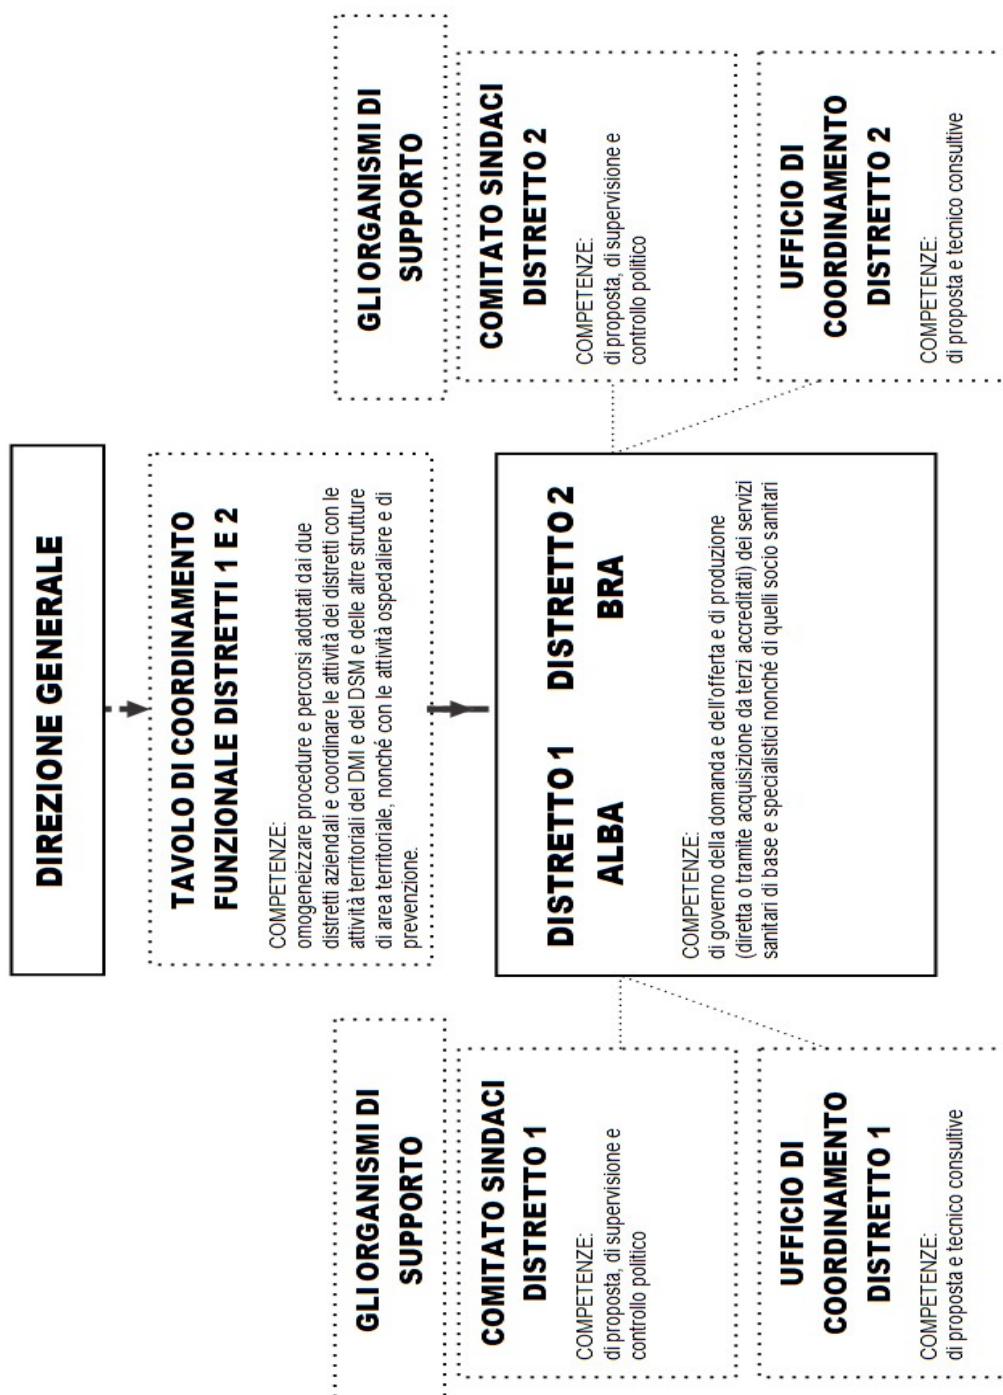 DIREZIONE GENERALE
TAVOLO DI COORDINAMENTO
FUNZIONALE DISTRETTI 1 E 2
COMPETENZE:
omogeneizzare procedure e percorsi adottati dai due
distretti aziendali e coordinare le attività dei distretti con le
attività territoriali del DMI e del DSM e delle altre strutture
di area territoriale, nonché con le attività ospedaliere e di
prevenzione.
GLI ORGANISMI DI
SUPPORTO
COMITATO SINDACI
DISTRETTO 1
COMPETENZE:
di proposta, di supervisione e
controllo politico
UFFICIO DI
COORDINAMENTO
DISTRETTO 1
COMPETENZE:
di proposta e tecnico consultive
DISTRETTO 1 DISTRETTO 2
ALBA BRA
COMPETENZE:
di governo della domanda e dell'offerta e di produzione
(diretta o tramite acquisizione da terzi accreditati) dei servizi
sanitari di base e specialistici nonché di quelli socio sanitari
GLI ORGANISMI DI
SUPPORTO
COMITATO SINDACI
DISTRETTO 2
COMPETENZE:
di proposta, di supervisione e
controllo politico
UFFICIO DI
COORDINAMENTO
DISTRETTO 2
COMPETENZE:
di proposta e tecnico consultive